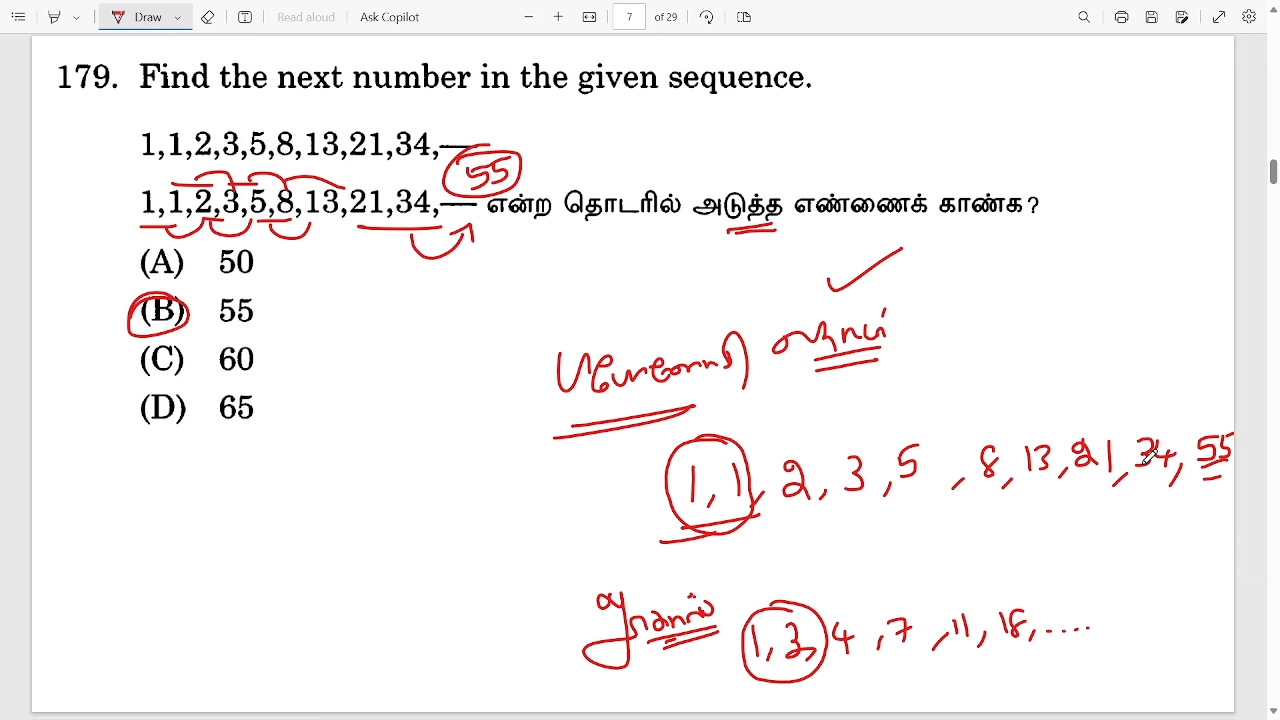 Draw Read aloud Ask Copilot 7 of 29
179. Find the next number in the given sequence.
1,1,2,3,5,8,13,21,34,—
55
1,1,2,3,5,8,13,21,34,— என்ற தொடரில் அடுத்த எண்ணைக் காண்க?
(A) 50
(B) 55
(C) 60
(D) 65
1, 1, 2, 3, 5, 8, 13, 21, 34, 55
1, 3, 4, 7, 11, 18, ....